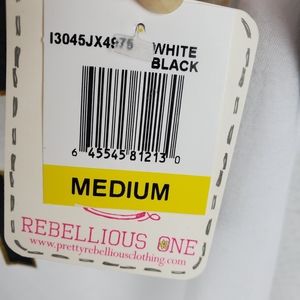 I3045JX4975
WHITE
BLACK
6 45545 81213 0
MEDIUM
REBELLIOUS ONE
www.prettyrebelliousclothing.com